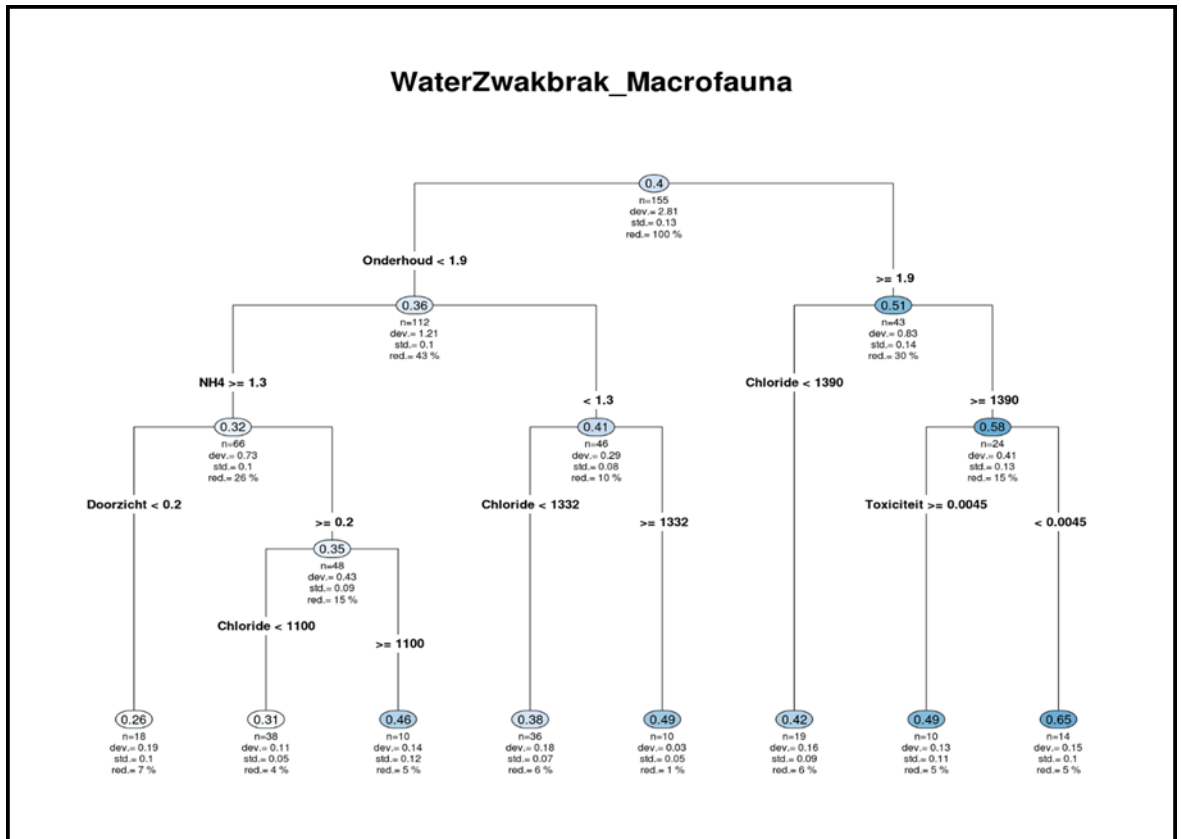 WaterZwakbrak_Macrofauna
0.4
n=155
dev.= 2.81
std.= 0.13
red.= 100 %
Onderhoud < 1.9
>= 1.9
0.36
n=112
dev.= 1.21
std.= 0.1
red.= 43 %
0.51
n=43
dev.= 0.83
std.= 0.14
red.= 30 %
NH4 >= 1.3
< 1.3
Chloride < 1390
>= 1390
0.32
n=66
dev.= 0.73
std.= 0.1
red.= 26 %
0.41
n=46
dev.= 0.29
std.= 0.08
red.= 10 %
0.58
n=24
dev.= 0.41
std.= 0.13
red.= 15 %
Doorzicht < 0.2
>= 0.2
Chloride < 1332
>= 1332
Toxiciteit >= 0.0045
< 0.0045
0.35
n=48
dev.= 0.43
std.= 0.09
red.= 15 %
Chloride < 1100
>= 1100
0.26
n=18
dev.= 0.19
std.= 0.1
red.= 7 %
0.31
n=38
dev.= 0.11
std.= 0.05
red.= 4 %
0.46
n=10
dev.= 0.14
std.= 0.12
red.= 5 %
0.38
n=36
dev.= 0.18
std.= 0.07
red.= 6 %
0.49
n=10
dev.= 0.03
std.= 0.05
red.= 1 %
0.42
n=19
dev.= 0.16
std.= 0.09
red.= 6 %
0.49
n=10
dev.= 0.13
std.= 0.11
red.= 5 %
0.65
n=14
dev.= 0.15
std.= 0.1
red.= 5 %